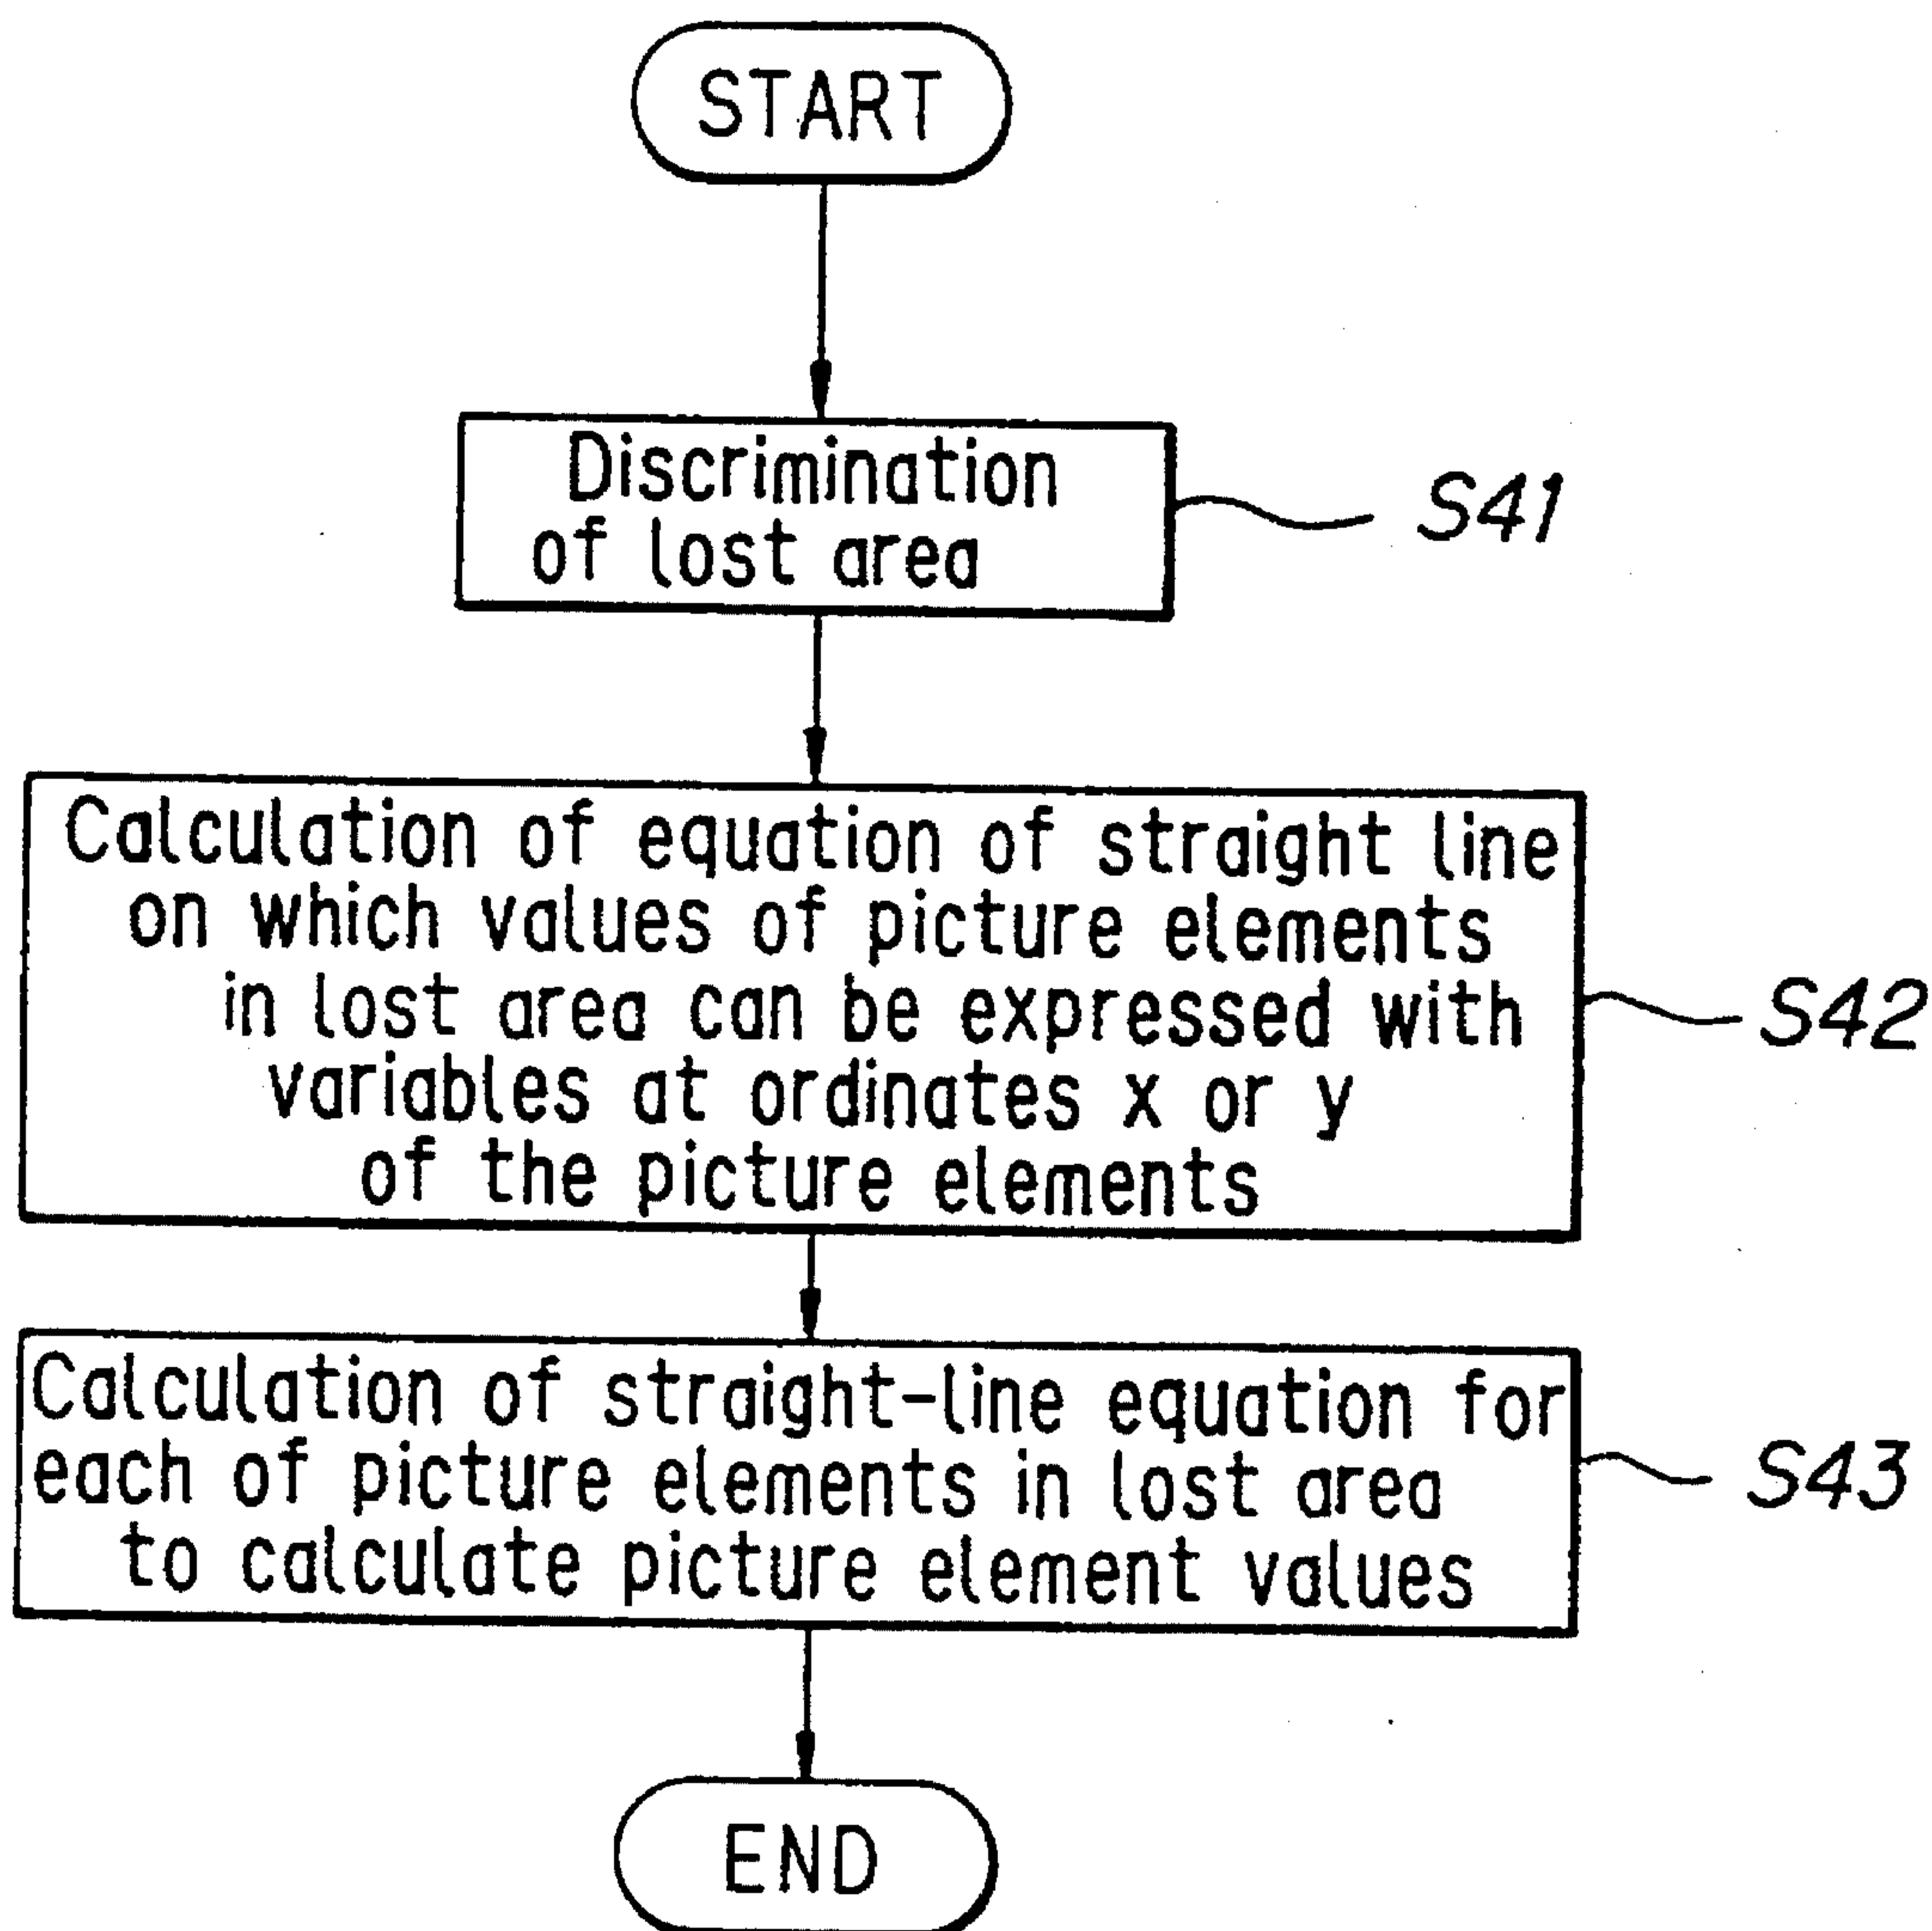 START
Discrimination
of lost area
S41
Calculation of equation of straight line
on which values of picture elements
in lost area can be expressed with
variables at ordinates x or y
of the picture elements
S42
Calculation of straight-line equation for
each of picture elements in lost area
to calculate picture element values
S43
END